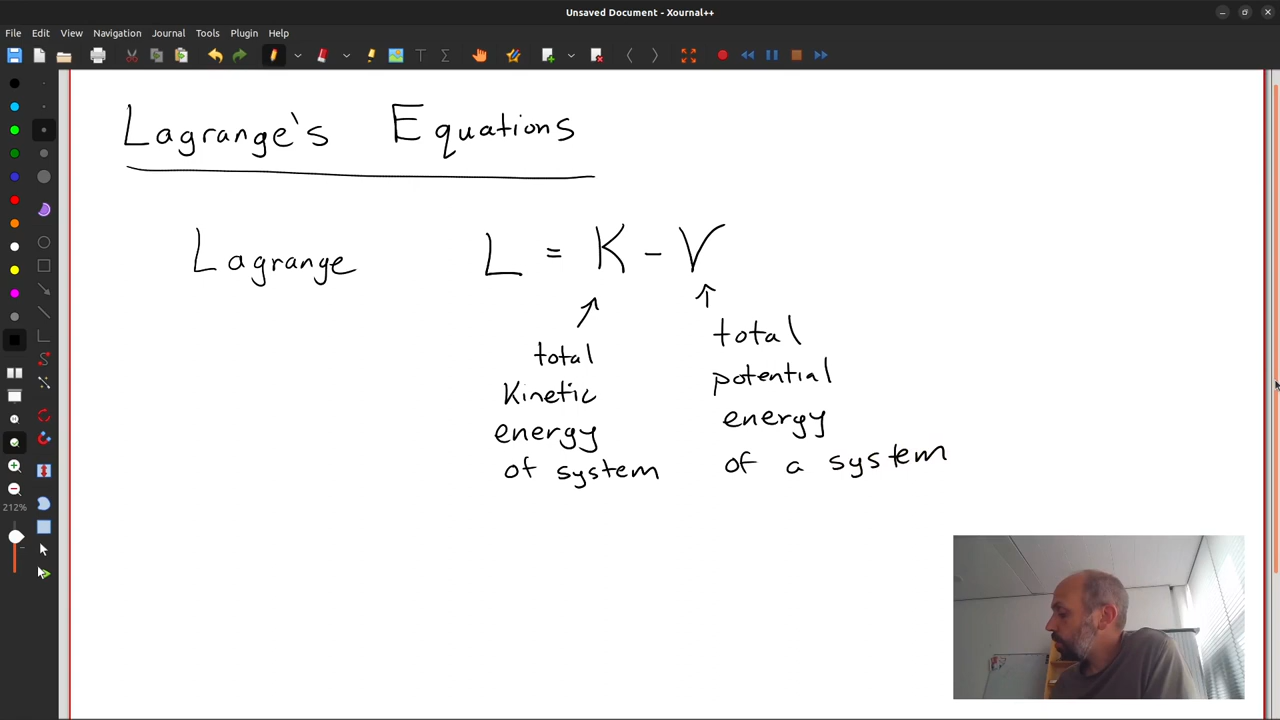 Unsaved Document - Xournal++
File Edit View Navigation Journal Tools Plugin Help
Lagrange's Equations
Lagrange L = K - V
total
Kinetic
energy
of system
total
potential
energy
of a system
212%